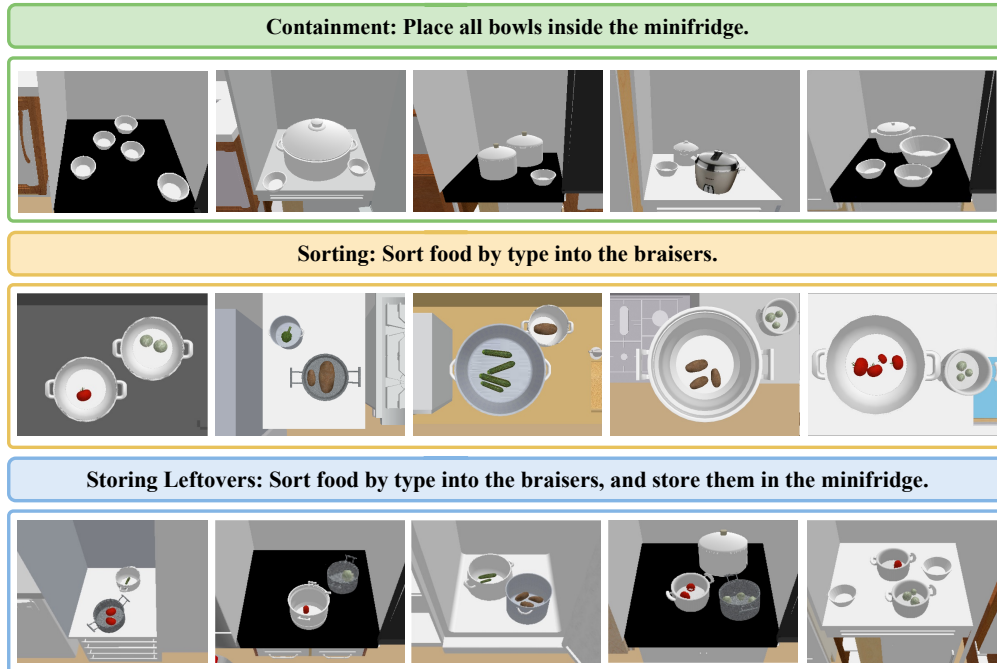 Containment: Place all bowls inside the minifridge.
Sorting: Sort food by type into the braisers.
Storing Leftovers: Sort food by type into the braisers, and store them in the minifridge.